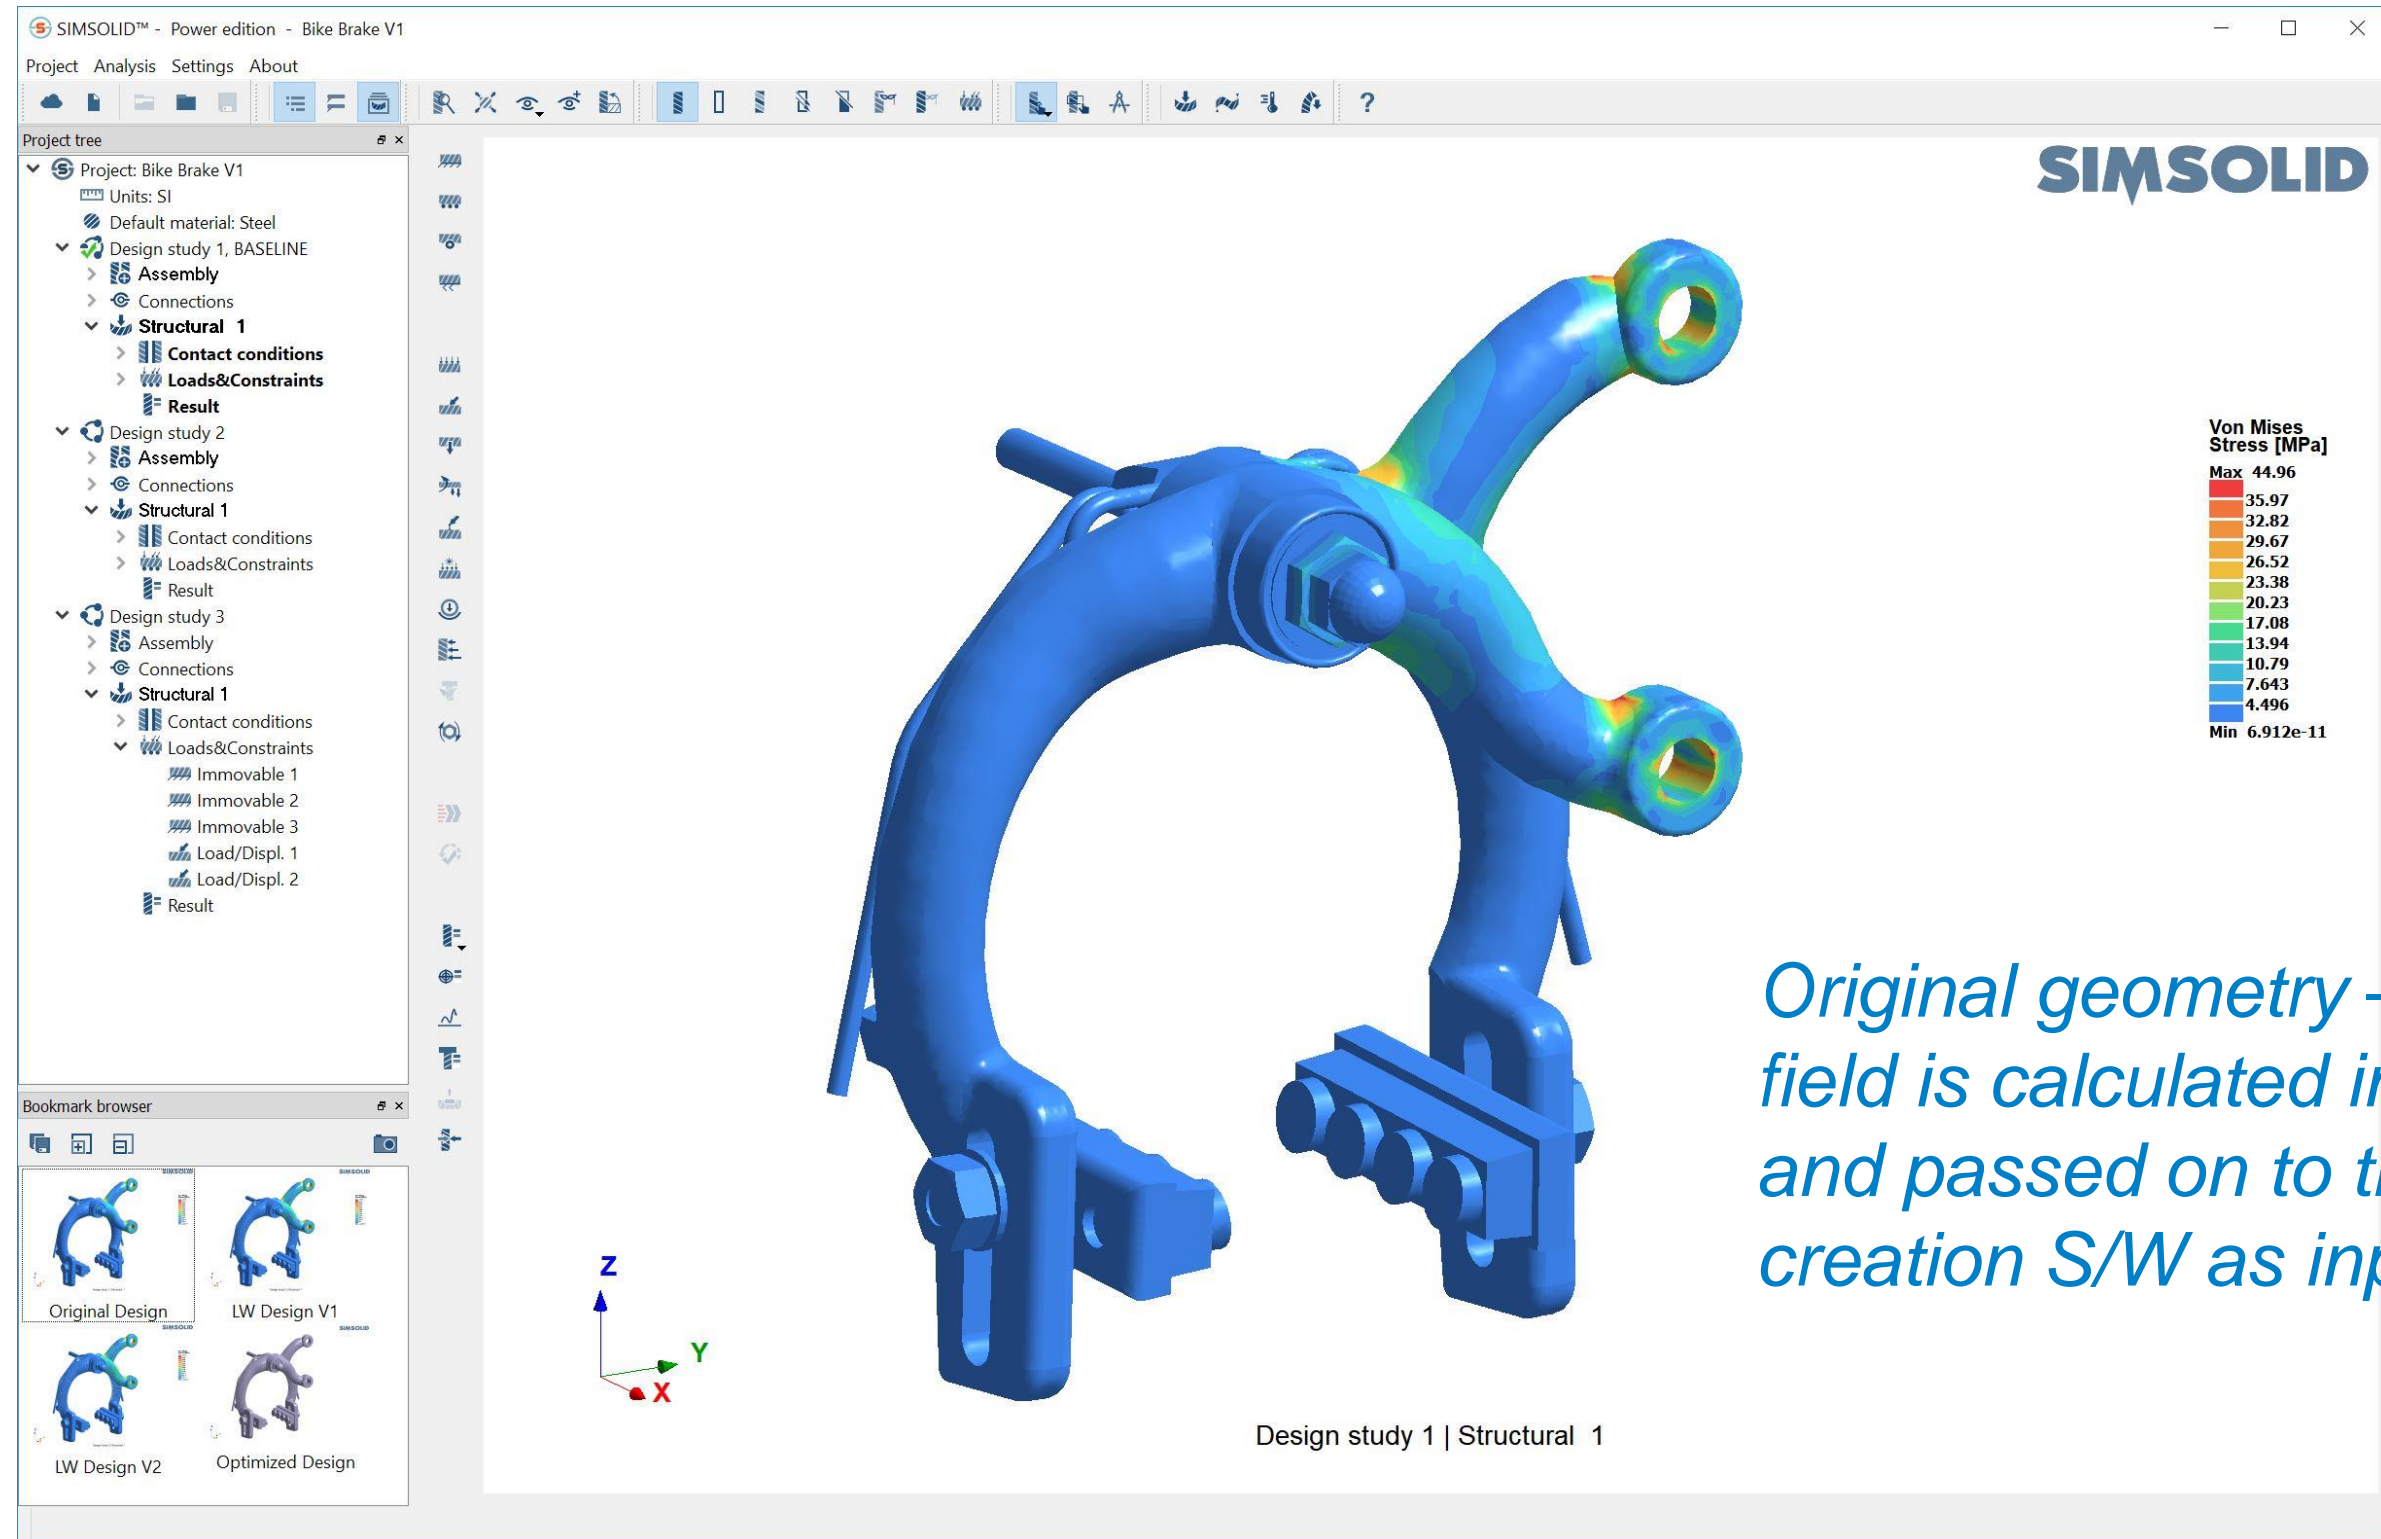 SIMSOLID™ - Power edition - Bike Brake V1
Project Analysis Settings About
Project tree
Project: Bike Brake V1
Units: SI
Default material: Steel
Design study 1, BASELINE
Assembly
Connections
Structural 1
Contact conditions
Loads&Constraints
Result
Design study 2
Assembly
Connections
Structural 1
Contact conditions
Loads&Constraints
Result
Design study 3
Assembly
Connections
Structural 1
Contact conditions
Loads&Constraints
Immovable 1
Immovable 2
Immovable 3
Load/Displ. 1
Load/Displ. 2
Result
Bookmark browser
Original Design
LW Design V1
LW Design V2
Optimized Design
SIMSOLID
Von Mises
Stress [MPa]
Max 44.96
35.97
32.82
29.67
26.52
23.38
20.23
17.08
13.94
10.79
7.643
4.496
Min 6.912e-11
Original geometry -
field is calculated
and passed on to
creation S/W as
Z
Y
X
Design study 1 | Structural 1